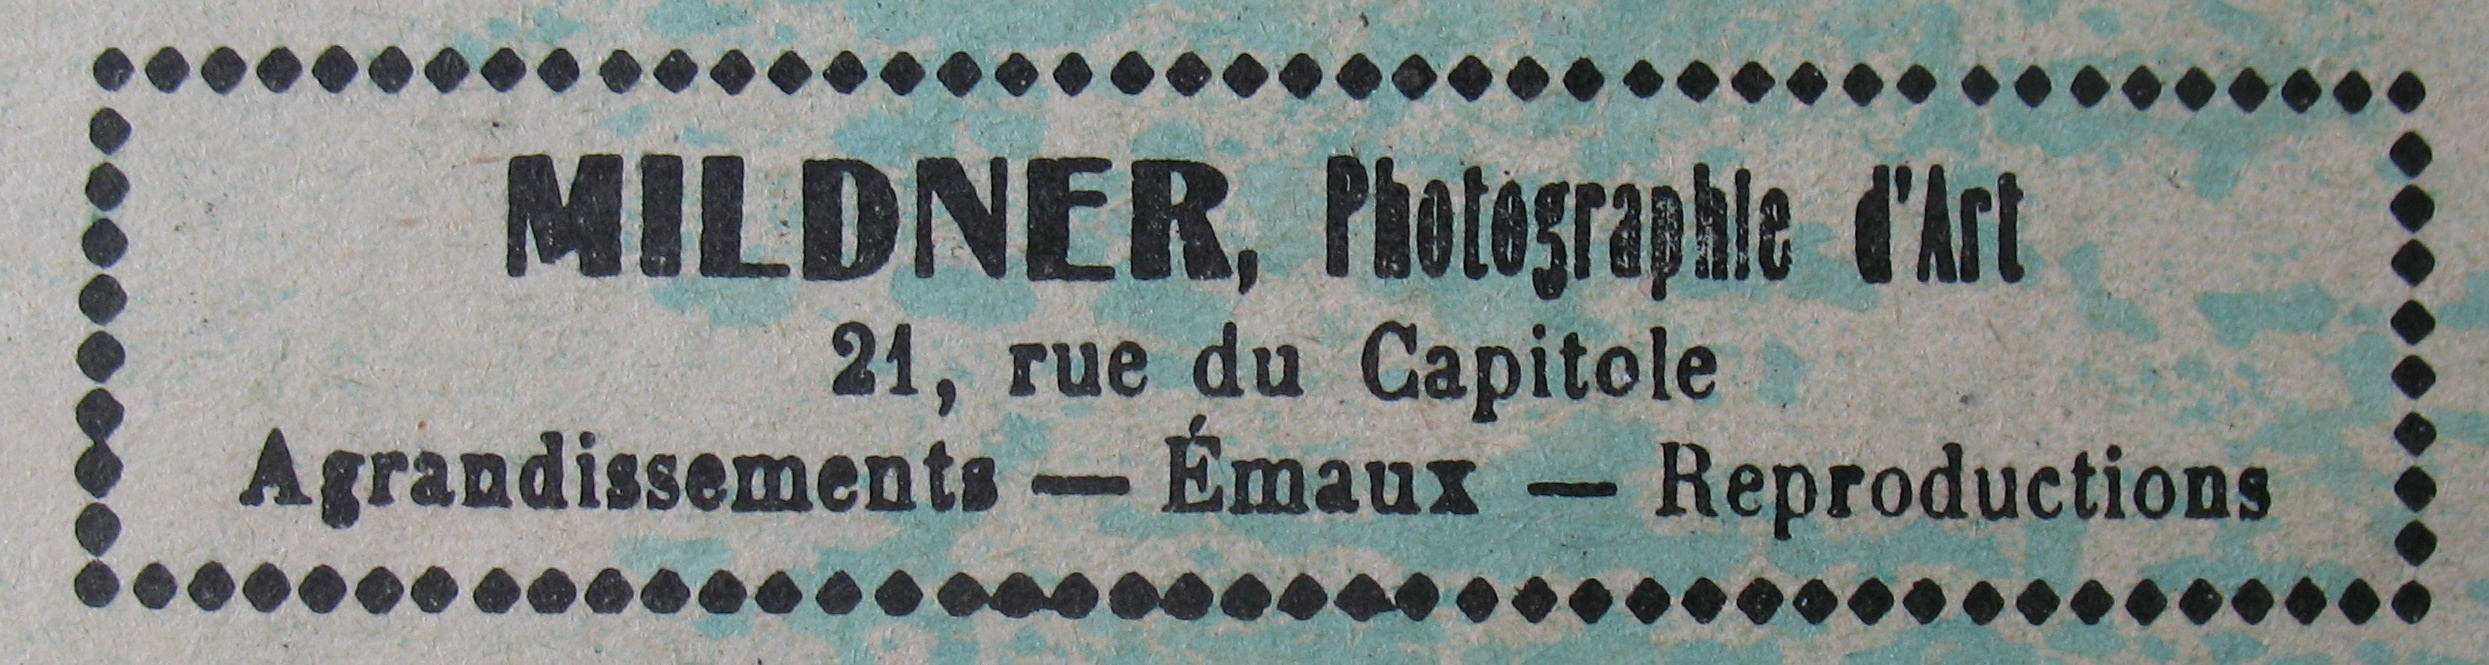 MILDNER, Photographie d'Art
21, rue du Capitole
Agrandissements — Émaux — Reproductions